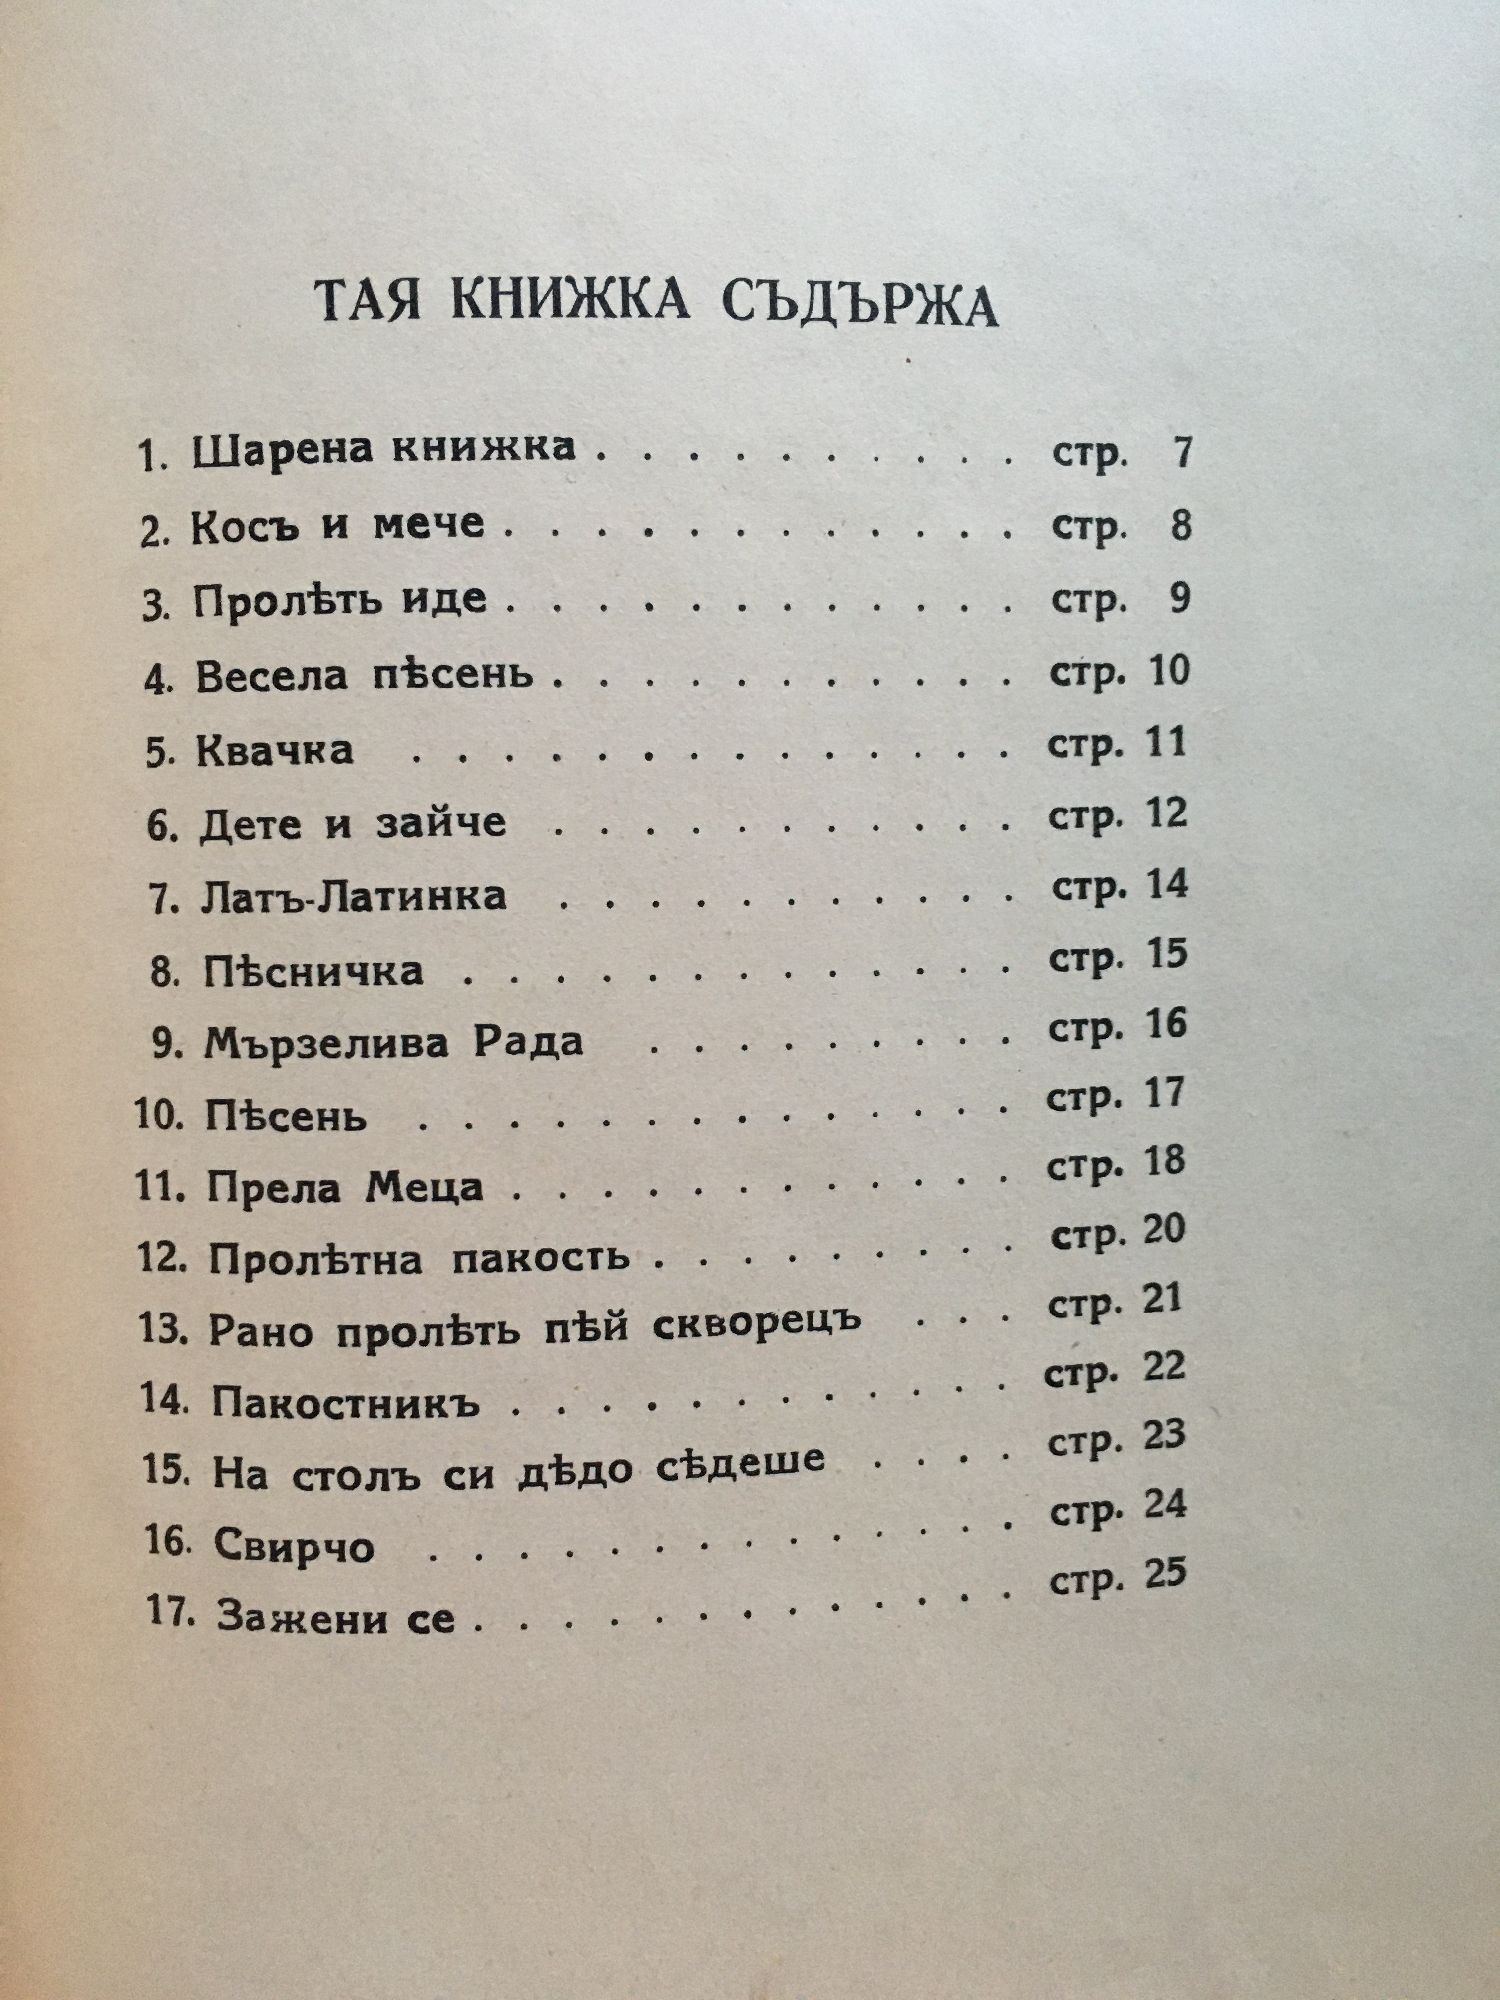 ТАЯ КНИЖКА СЪДЪРЖА
1. Шарена книжка . . . . . . . . . . стр. 7
2. Косъ и мече . . . . . . . . . . . . стр. 8
3. Пролѣть иде . . . . . . . . . . . . стр. 9
4. Весела пѣсень . . . . . . . . . . . стр. 10
5. Квачка . . . . . . . . . . . . . . стр. 11
6. Дете и зайче . . . . . . . . . . . стр. 12
7. Латъ-Латинка . . . . . . . . . . . стр. 14
8. Пѣсничка . . . . . . . . . . . . . стр. 15
9. Мързелива Рада . . . . . . . . . стр. 16
10. Пѣсень . . . . . . . . . . . . . . стр. 17
11. Прела Меца . . . . . . . . . . . . стр. 18
12. Пролѣтна пакость . . . . . . . . . стр. 20
13. Рано пролѣть пѣй скворецъ . . . стр. 21
14. Пакостникъ . . . . . . . . . . . . стр. 22
15. На столъ си дѣдо сѣдеше . . . . стр. 23
16. Свирчо . . . . . . . . . . . . . . стр. 24
17. Зажени се . . . . . . . . . . . . . стр. 25